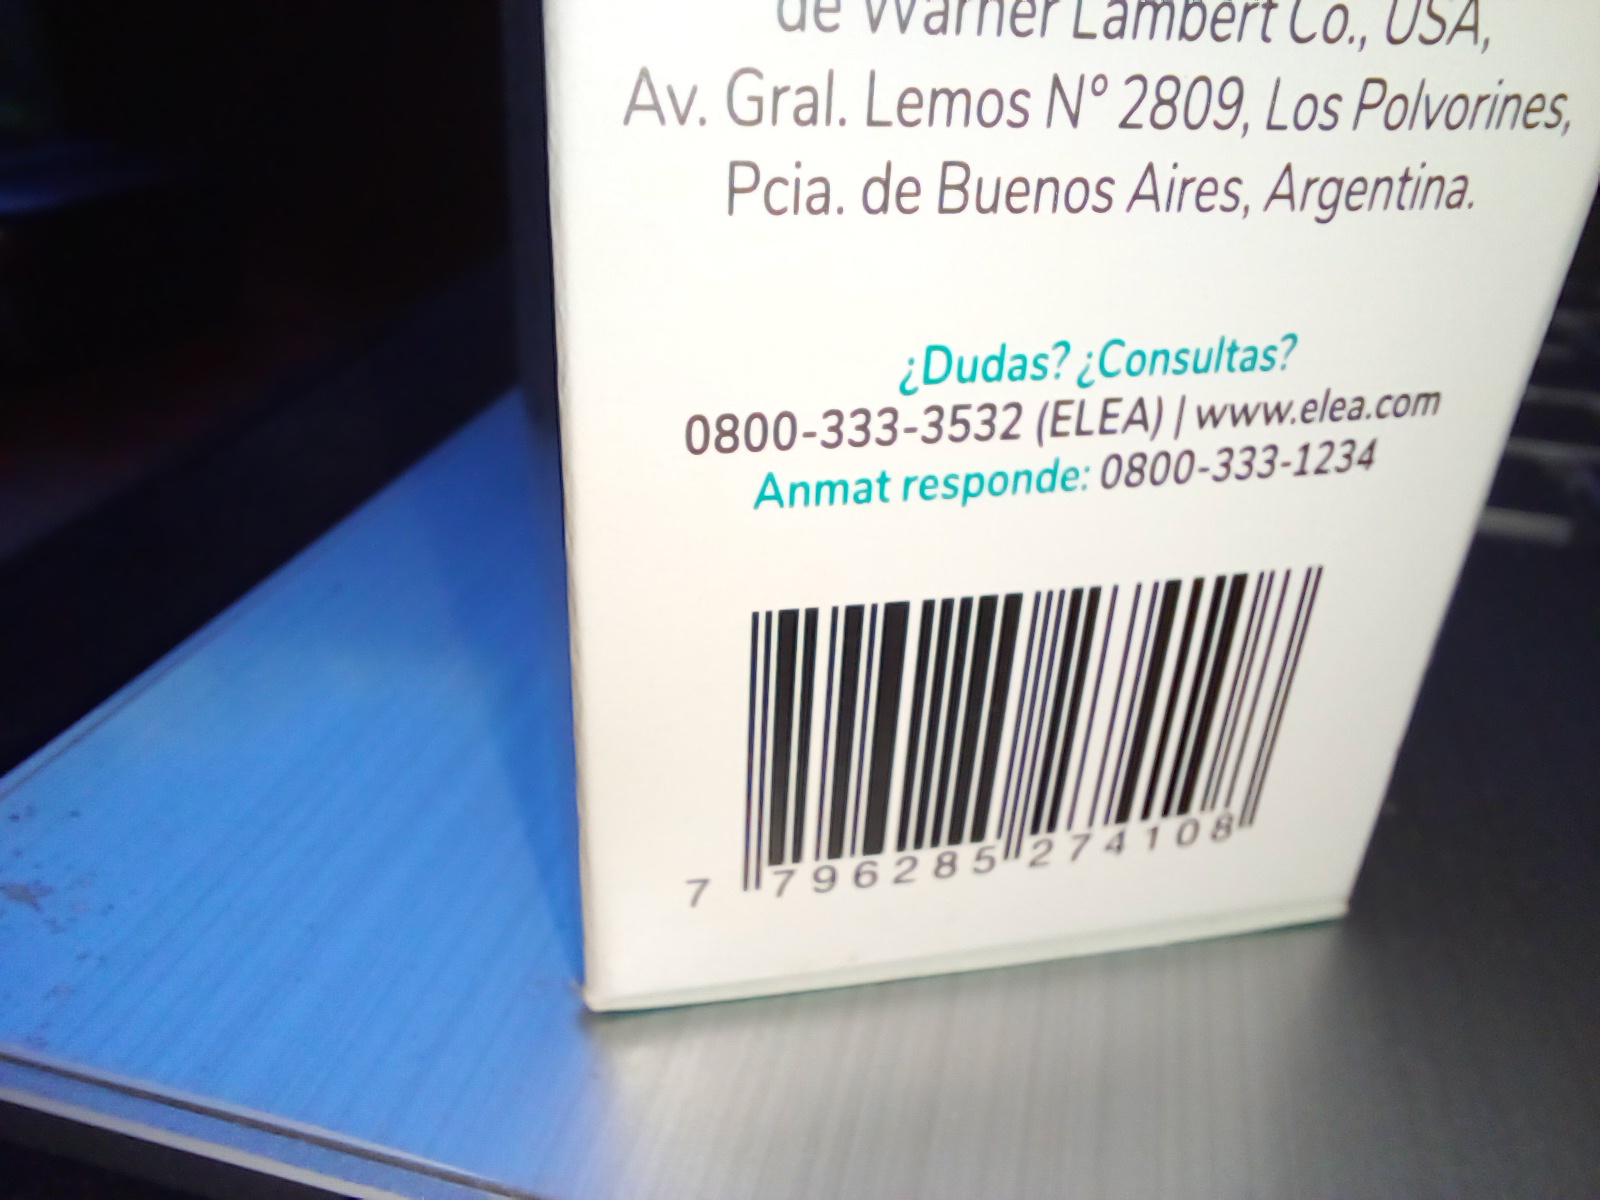 de Warner Lambert Co., USA,
Av. Gral. Lemos N° 2809, Los Polvorines,
Pcia. de Buenos Aires, Argentina.
¿Dudas? ¿Consultas?
0800-333-3532 (ELEA) | www.elea.com
Anmat responde: 0800-333-1234
7 796285 274108